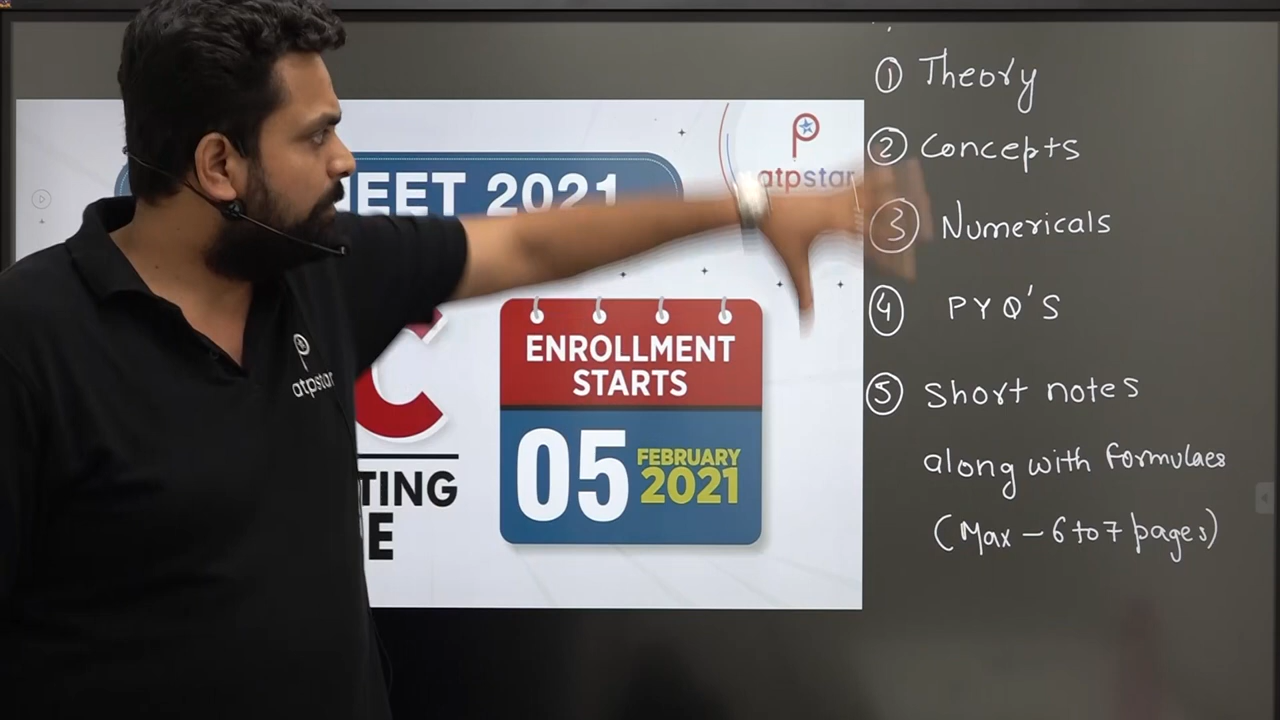 NEET 2021
atpstar
ENROLLMENT
STARTS
05
FEBRUARY
2021
atpstar
① Theory
② Concepts
③ Numericals
④ PYQ'S
⑤ Short notes
along with formulaes
(Max – 6 to 7 pages)